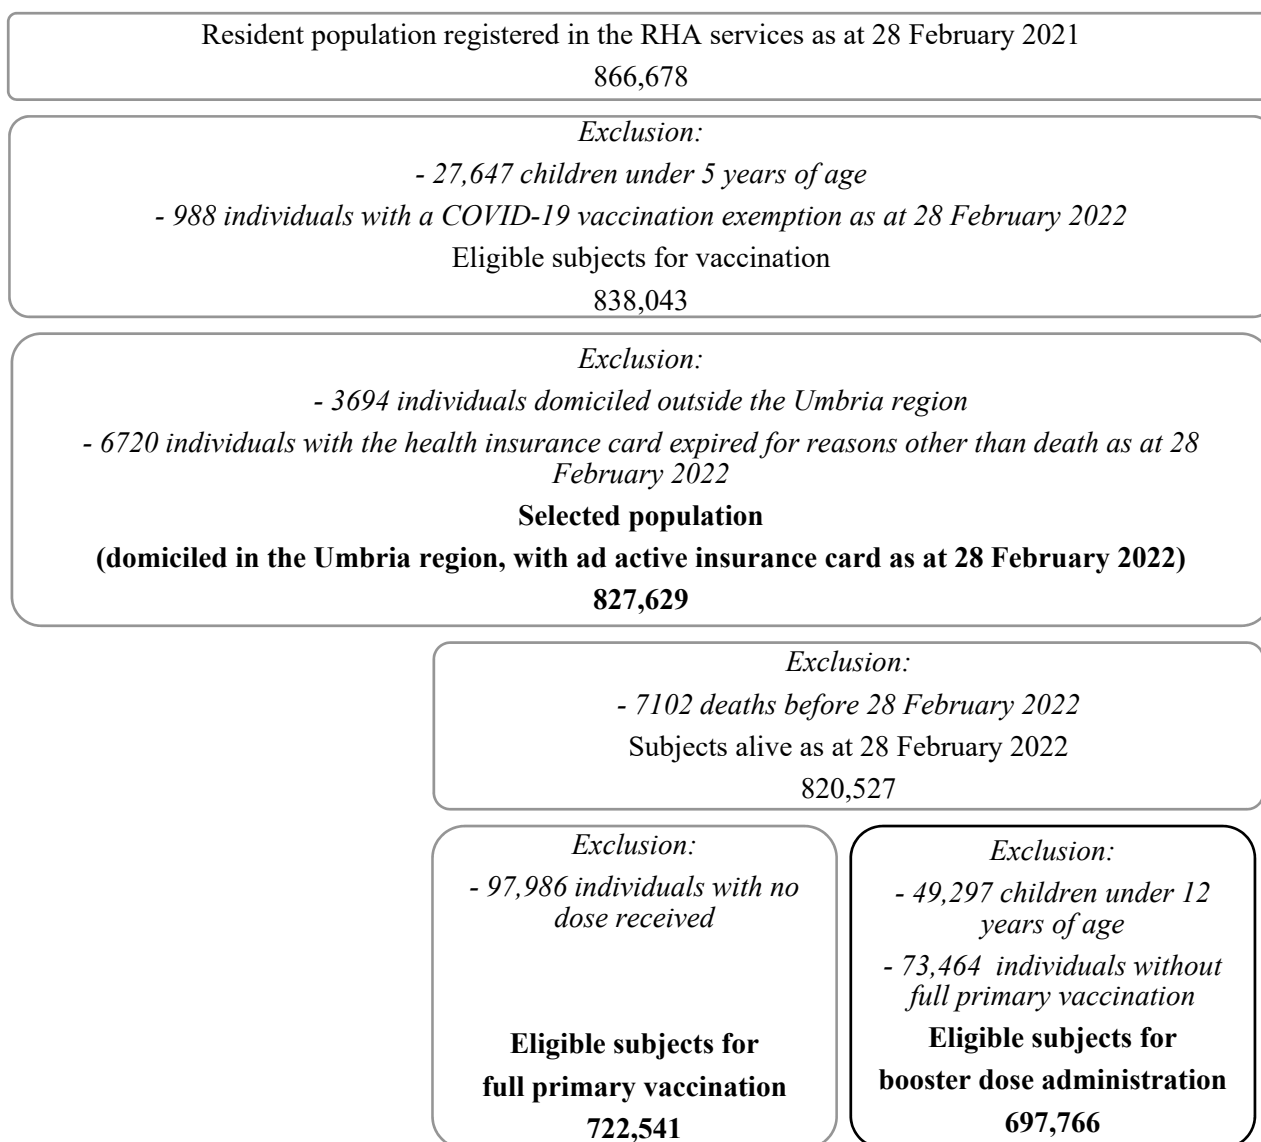 Resident population registered in the RHA services as at 28 February 2021
866,678
Exclusion:
- 27,647 children under 5 years of age
- 988 individuals with a COVID-19 vaccination exemption as at 28 February 2022
Eligible subjects for vaccination
838,043
Exclusion:
- 3694 individuals domiciled outside the Umbria region
- 6720 individuals with the health insurance card expired for reasons other than death as at 28
February 2022
Selected population
(domiciled in the Umbria region, with ad active insurance card as at 28 February 2022)
827,629
Exclusion:
- 7102 deaths before 28 February 2022
Subjects alive as at 28 February 2022
820,527
Exclusion:
- 97,986 individuals with no
dose received
Eligible subjects for
full primary vaccination
722,541
Exclusion:
- 49,297 children under 12
years of age
- 73,464 individuals without
full primary vaccination
Eligible subjects for
booster dose administration
697,766